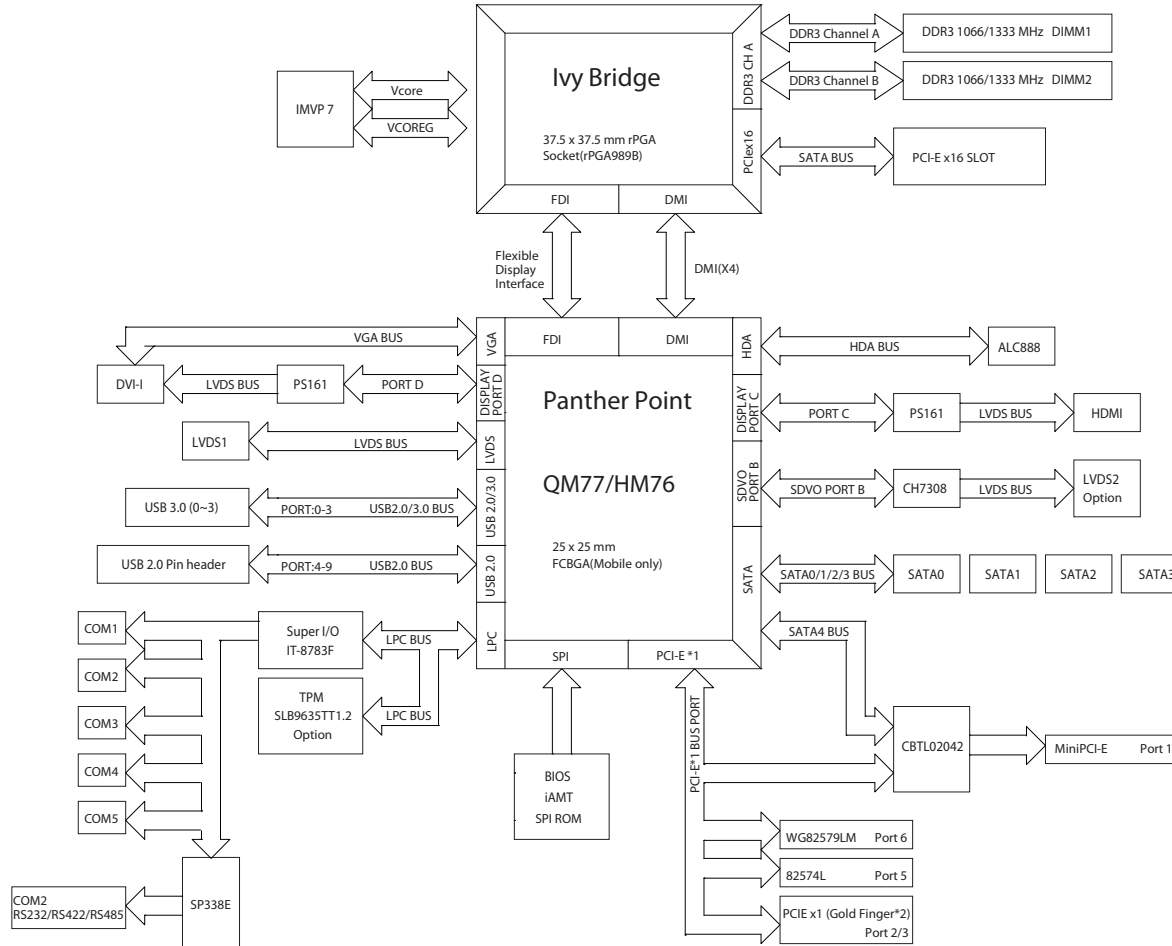 Ivy Bridge
37.5 x 37.5 mm rPGA
Socket(rPGA989B)
FDI
DMI
DDR3 CH A
PCIex16
IMVP 7
Vcore
VCOREG
DDR3 Channel A
DDR3 1066/1333 MHz DIMM1
DDR3 Channel B
DDR3 1066/1333 MHz DIMM2
SATA BUS
PCI-E x16 SLOT
Flexible
Display
Interface
DMI(X4)
FDI
DMI
Panther Point
QM77/HM76
25 x 25 mm
FCBGA(Mobile only)
VGA
DISPLAY
PORT D
LVDS
USB 2.0/3.0
USB 2.0
LPC
SPI
PCI-E *1
HDA
DISPLAY
PORT C
SDVO
PORT B
SATA
VGA BUS
DVI-I
LVDS BUS
PS161
PORT D
LVDS1
LVDS BUS
USB 3.0 (0~3)
PORT:0-3
USB2.0/3.0 BUS
USB 2.0 Pin header
PORT:4-9
USB2.0 BUS
HDA BUS
ALC888
PORT C
PS161
LVDS BUS
HDMI
SDVO PORT B
CH7308
LVDS BUS
LVDS2
Option
SATA0/1/2/3 BUS
SATA0
SATA1
SATA2
SATA3
SATA4 BUS
COM1
COM2
COM3
COM4
COM5
Super I/O
IT-8783F
LPC BUS
TPM
SLB9635TT1.2
Option
LPC BUS
BIOS
iAMT
SPI ROM
PCI-E*1 BUS PORT
CBTL02042
MiniPCI-E Port 1
WG82579LM Port 6
82574L Port 5
PCIE x1 (Gold Finger*2)
Port 2/3
SP338E
COM2
RS232/RS422/RS485